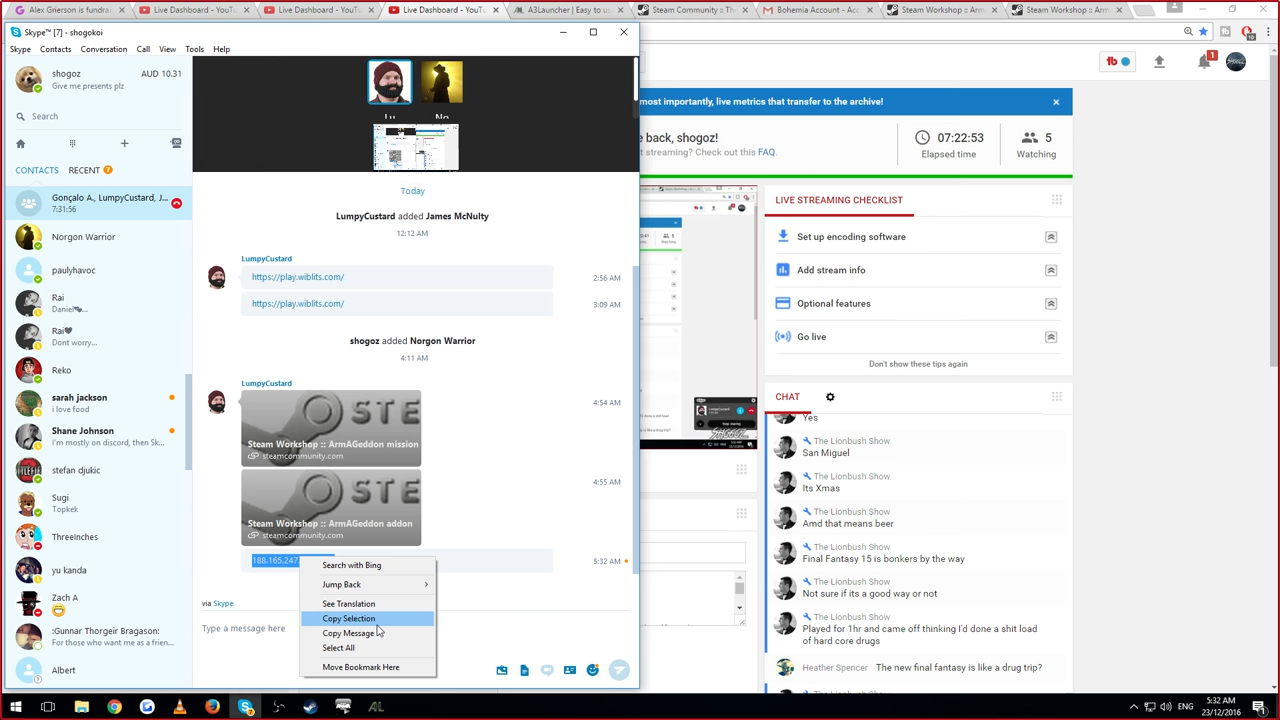 Alex Grierson is fundra
Live Dashboard - YouTu
Live Dashboard - YouTu
Live Dashboard - YouTu
A3Launcher | Easy to us
Steam Community :: Th
Bohemia Account - Acc
Steam Workshop :: Arm
Steam Workshop :: Arm
Skype™ [7] - shogokoi
Skype Contacts Conversation Call View Tools Help
shogoz AUD 10.31
Give me presents plz
Search
CONTACTS RECENT 7
Gonçalo A., LumpyCustard, J...
7:31:56
Norgon Warrior
paulyhavoc
Rai
Daniel❤...
Rai❤
Dont worry...
Reko
sarah jackson
i love food
Shane Johnson
I'm mostly on discord, then Sk...
stefan djukic
Sugi
Topkek
ThreeInches
yu kanda
Zach A
:Gunnar Thorgeir Bragason:
For those who want me as a frien...
Albert
Lu No
Today
LumpyCustard added James McNulty
12:12 AM
LumpyCustard
https://play.wiblits.com/ 2:56 AM
https://play.wiblits.com/ 3:09 AM
shogoz added Norgon Warrior
4:11 AM
LumpyCustard
4:54 AM
Steam Workshop :: ArmAGeddon mission
steamcommunity.com
4:55 AM
Steam Workshop :: ArmAGeddon addon
steamcommunity.com
188.165.247 5:32 AM
Search with Bing
Jump Back
See Translation
Copy Selection
Copy Message
Select All
Move Bookmark Here
via Skype
Type a message here
most importantly, live metrics that transfer to the archive!
e back, shogoz!
t streaming? Check out this FAQ.
07:22:53
Elapsed time
5
Watching
LIVE STREAMING CHECKLIST
Set up encoding software
Add stream info
Optional features
Go live
Don't show these tips again
CHAT
Yes
The Lionbush Show
San Miguel
The Lionbush Show
Its Xmas
The Lionbush Show
Amd that means beer
The Lionbush Show
Final Fantasy 15 is bonkers by the way
The Lionbush Show
Not sure if its a good way or not
The Lionbush Show
Played for 1hr and came off thinking I'd done a shit load
of hard core drugs
Heather Spencer The new final fantasy is like a drug trip?
The Lionbush Show
ENG
5:32 AM
23/12/2016